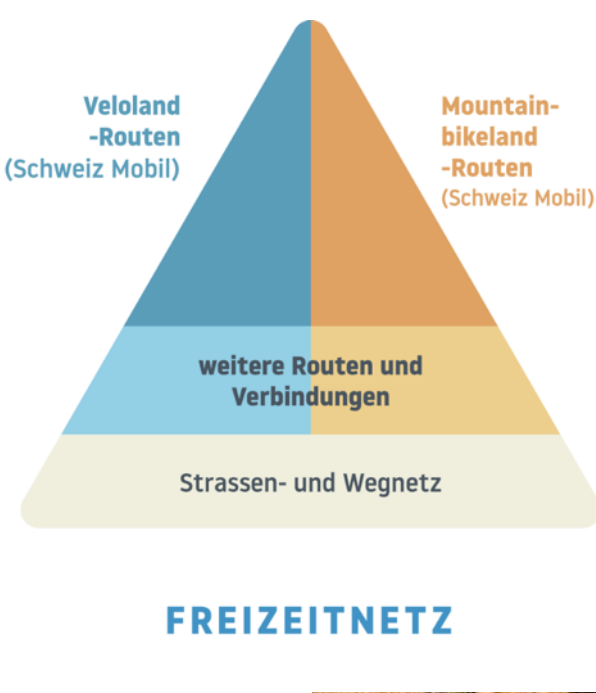 Veloland
-Routen
(Schweiz Mobil)
Mountain-
bikeland
-Routen
(Schweiz Mobil)
weitere Routen und
Verbindungen
Strassen- und Wegnetz
FREIZEITNETZ